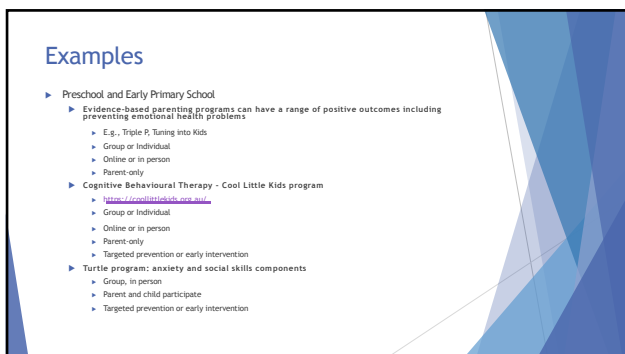 Examples
Preschool and Early Primary School
Evidence-based parenting programs can have a range of positive outcomes including
preventing emotional health problems
E.g., Triple P, Tuning into Kids
Group or Individual
Online or in person
Parent-only
Cognitive Behavioural Therapy - Cool Little Kids program
https://coollittlekids.org.au/
Group or Individual
Online or in person
Parent-only
Targeted prevention or early intervention
Turtle program: anxiety and social skills components
Group, in person
Parent and child participate
Targeted prevention or early intervention